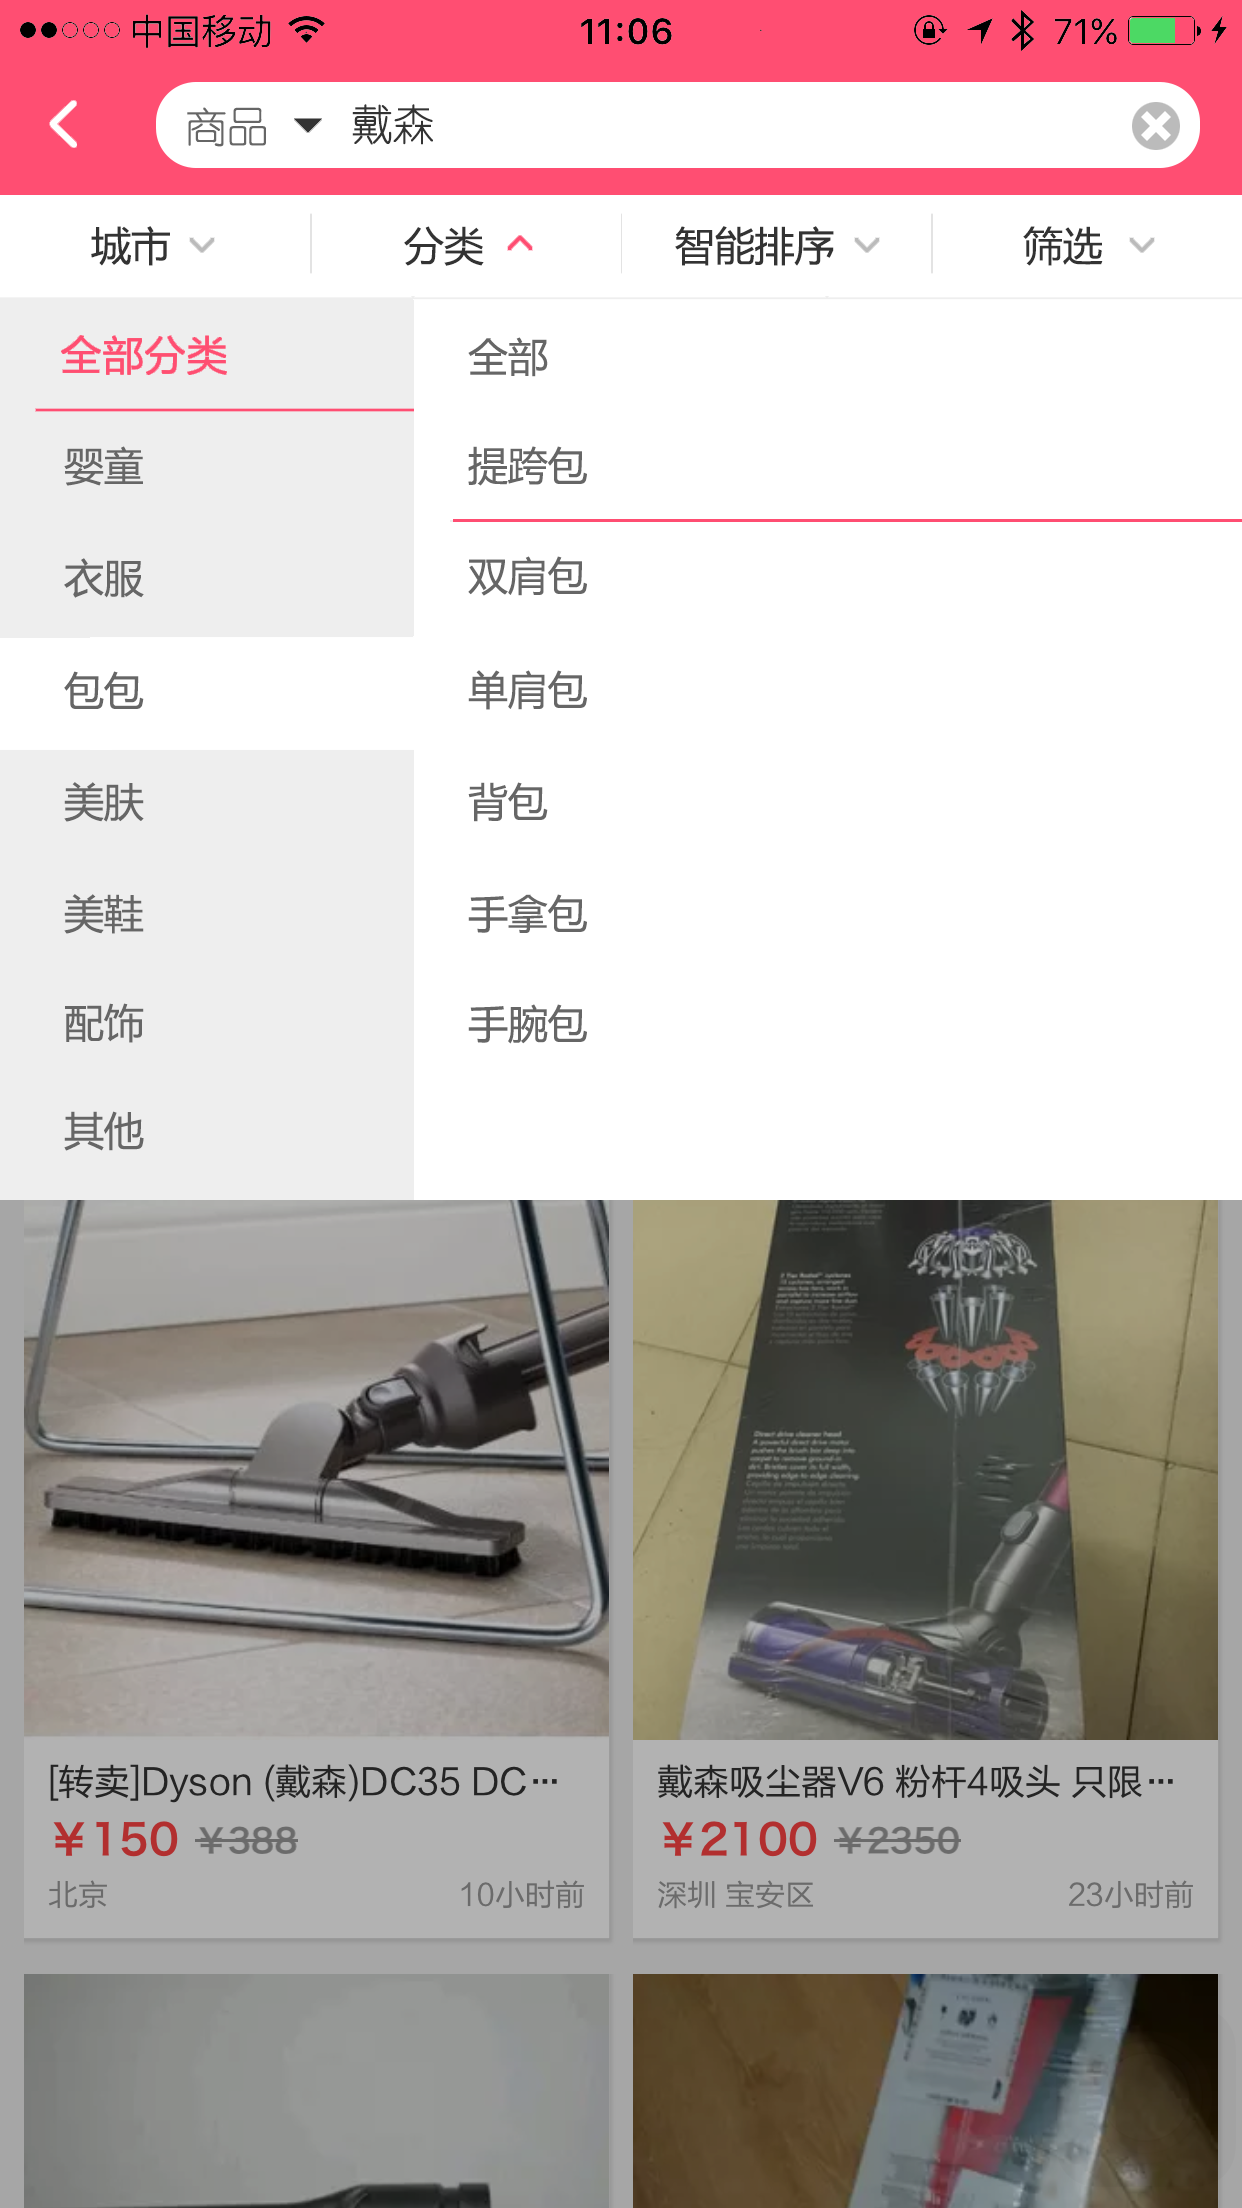 中国移动 11:06 71%
商品 戴森
城市 分类 智能排序 筛选
全部分类 全部
婴童 提跨包
衣服 双肩包
包包 单肩包
美肤 背包
美鞋 手拿包
配饰 手腕包
其他
Direct drive cleaner head
[转卖]Dyson (戴森)DC35 DC…
¥150 ¥388
北京 10小时前
戴森吸尘器V6 粉杆4吸头 只限…
¥2100 ¥2350
深圳 宝安区 23小时前